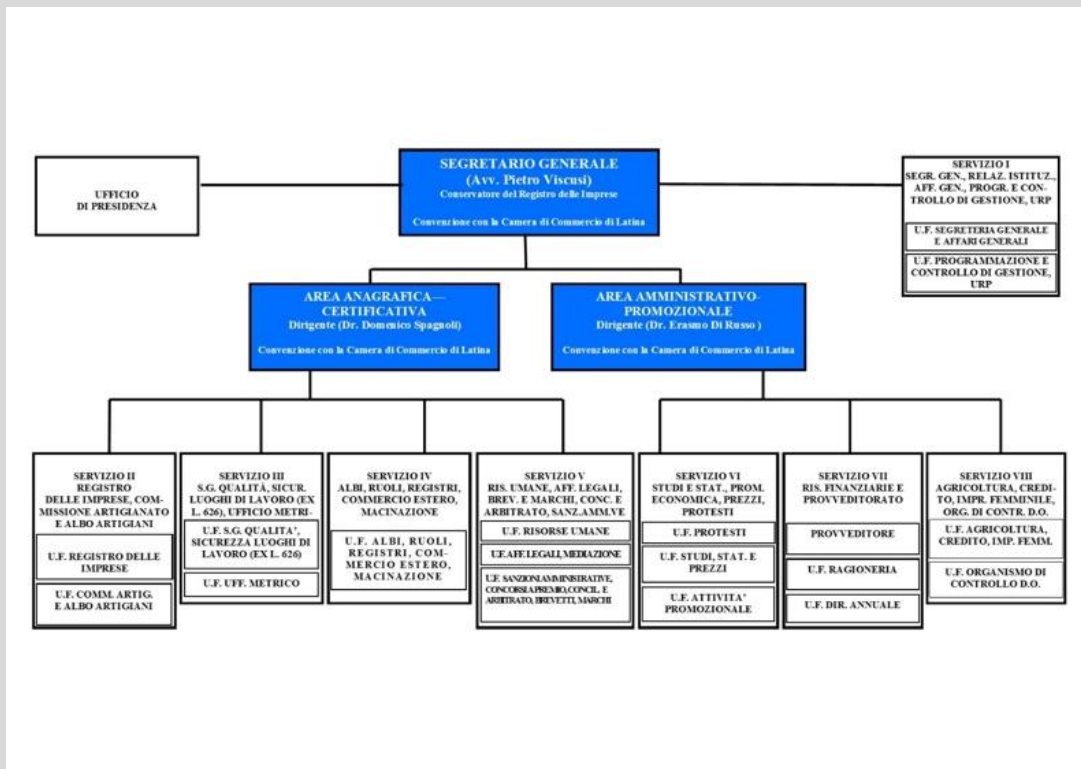 SEGRETARIO GENERALE
(Avv. Pietro Viscusi)
Conservatore del Registro delle Imprese
Convenzione con la Camera di Commercio di Latina
UFFICIO
DI PRESIDENZA
SERVIZIO I
SEGR. GEN., RELAZ. ISTITUZ.,
AFF. GEN., PROGR. E CON-
TROLLO DI GESTIONE, URP
U.F. SEGRETERIA GENERALE
E AFFARI GENERALI
U.F. PROGRAMMAZIONE E
CONTROLLO DI GESTIONE,
URP
AREA ANAGRAFICA—
CERTIFICATIVA
Dirigente (Dr. Domenico Spagnoli)
Convenzione con la Camera di Commercio di Latina
AREA AMMINISTRATIVO-
PROMOZIONALE
Dirigente (Dr. Erasmo Di Russo )
Convenzione con la Camera di Commercio di Latina
SERVIZIO II
REGISTRO
DELLE IMPRESE, COM-
MISSIONE ARTIGIANATO
E ALBO ARTIGIANI
U.F. REGISTRO DELLE
IMPRESE
U.F. COMM. ARTIG.
E ALBO ARTIGIANI
SERVIZIO III
S.G. QUALITÀ, SICUR.
LUOGHI DI LAVORO (EX
L. 626), UFFICIO METRI-
U.F. S.G. QUALITA’,
SICUREZZA LUOGHI DI
LAVORO (EX L. 626)
U.F. UFF. METRICO
SERVIZIO IV
ALBI, RUOLI, REGISTRI,
COMMERCIO ESTERO,
MACINAZIONE
U.F. ALBI, RUOLI,
REGISTRI, COM-
MERCIO ESTERO,
MACINAZIONE
SERVIZIO V
RIS. UMANE, AFF. LEGALI,
BREV. E MARCHI, CONC. E
ARBITRATO, SANZ.AMM.VE
U.F. RISORSE UMANE
U.F. AFF. LEGALI, MEDIAZIONE
U.F. SANZIONI AMMINISTRATIVE,
CONCORSI A PREMIO, CONCIL. E
ARBITRATO, BREVETTI, MARCHI
SERVIZIO VI
STUDI E STAT., PROM.
ECONOMICA, PREZZI,
PROTESTI
U.F. PROTESTI
U.F. STUDI, STAT. E
PREZZI
U.F. ATTIVITA’
PROMOZIONALE
SERVIZIO VII
RIS. FINANZIARIE E
PROVVEDITORATO
PROVVEDITORE
U.F. RAGIONERIA
U.F. DIR. ANNUALE
SERVIZIO VIII
AGRICOLTURA, CREDI-
TO, IMPR. FEMMINILE,
ORG. DI CONTR. D.O.
U.F. AGRICOLTURA,
CREDITO, IMP. FEMM.
U.F. ORGANISMO DI
CONTROLLO D.O.